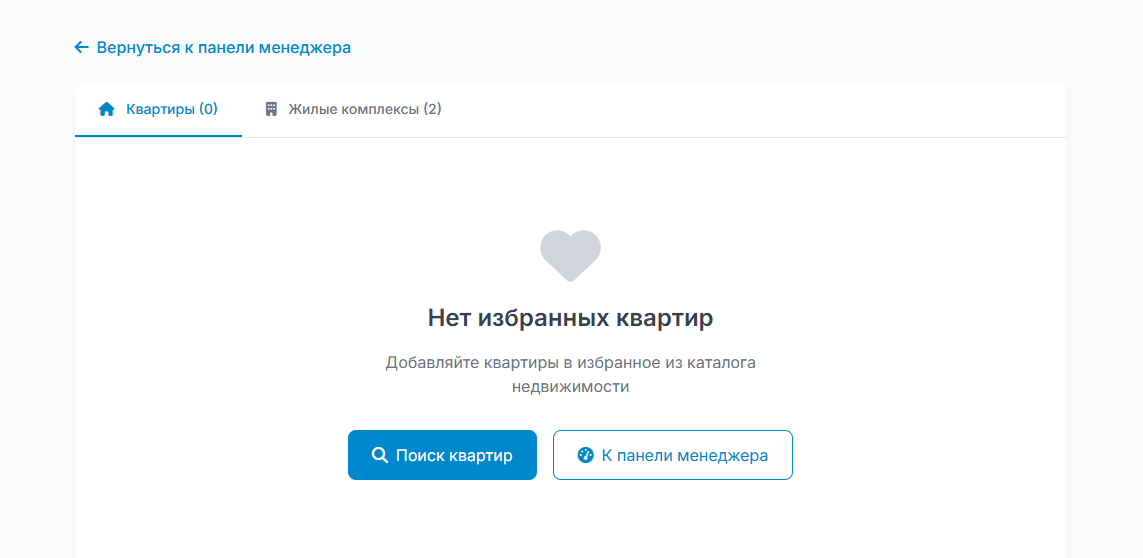 Вернуться к панели менеджера
Квартиры (0)
Жилые комплексы (2)
Нет избранных квартир
Добавляйте квартиры в избранное из каталога
недвижимости
Поиск квартир
К панели менеджера